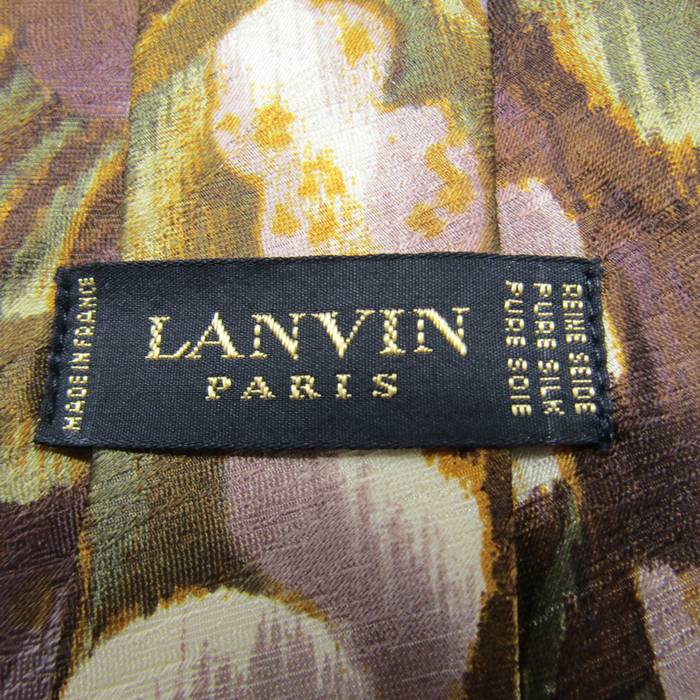 MADE IN FRANCE
LANVIN
PARIS
REINE SEIDE
PURE SILK
PURE SOIE